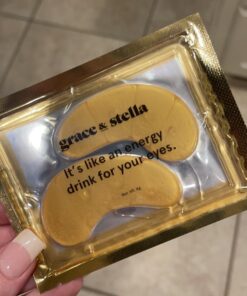 grace & stella
It's like an energy
drink for your eyes.